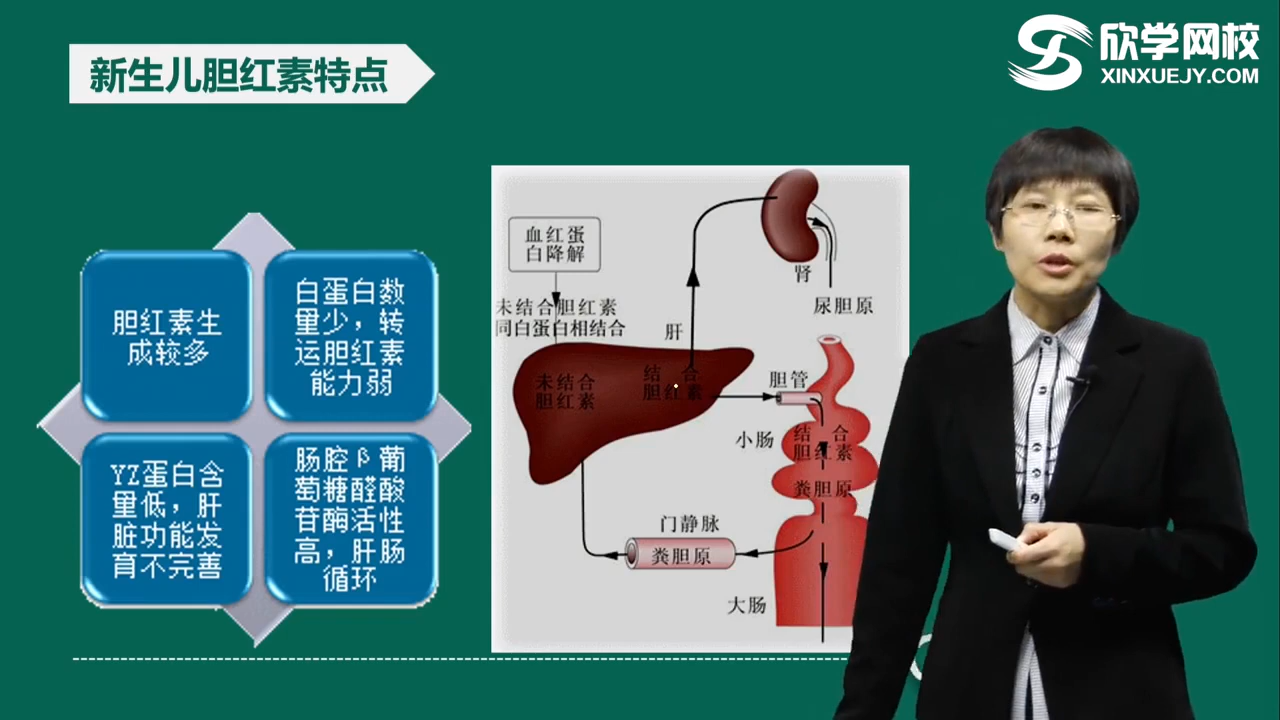 新生儿胆红素特点
欣学网校
XINXUEJY.COM
胆红素生
成较多
白蛋白数
量少，转
运胆红素
能力弱
YZ蛋白含
量低，肝
脏功能发
育不完善
肠腔β葡
萄糖醛酸
苷酶活性
高，肝肠
循环
血红蛋
白降解
未结合胆红素
同白蛋白相结合
肝
肾
尿胆原
未结合
胆红素
结 合
胆红素
胆管
小肠
结 合
胆红素
粪胆原
门静脉
粪胆原
大肠